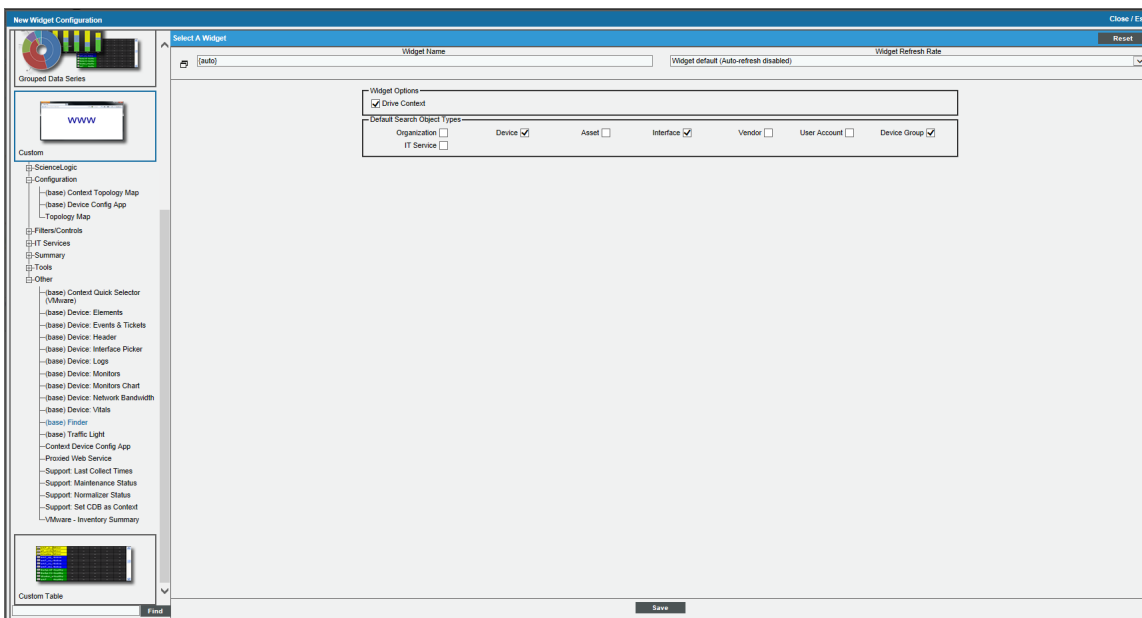 New Widget Configuration
Close / Es
Select A Widget
Reset
Widget Name
Widget Refresh Rate
{auto}
Widget default (Auto-refresh disabled)
Grouped Data Series
www
Custom
Widget Options
Drive Context
Default Search Object Types
Organization Device Asset Interface Vendor User Account Device Group
IT Service
ScienceLogic
Configuration
(base) Context Topology Map
(base) Device Config App
Topology Map
Filters/Controls
IT Services
Summary
Tools
Other
(base) Context Quick Selector
(VMware)
(base) Device: Elements
(base) Device: Events & Tickets
(base) Device: Header
(base) Device: Interface Picker
(base) Device: Logs
(base) Device: Monitors
(base) Device: Monitors Chart
(base) Device: Network Bandwidth
(base) Device: Vitals
(base) Finder
(base) Traffic Light
Context Device Config App
Proxied Web Service
Support: Last Collect Times
Support: Maintenance Status
Support: Normalizer Status
Support: Set CDB as Context
VMware - Inventory Summary
Custom Table
Find
Save